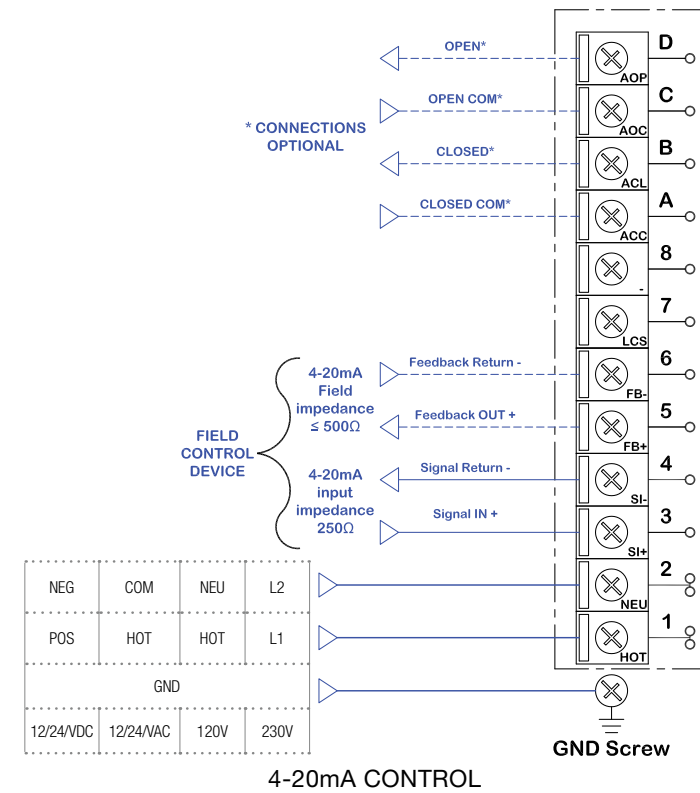 OPEN*
D
AOP
OPEN COM*
C
AOC
* CONNECTIONS
OPTIONAL
CLOSED*
B
ACL
CLOSED COM*
A
ACC
8
-
7
LCS
4-20mA
Field
impedance
≤ 500Ω
Feedback Return -
6
FB-
Feedback OUT +
5
FB+
FIELD
CONTROL
DEVICE
4-20mA
input
impedance
250Ω
Signal Return -
4
SI-
Signal IN +
3
SI+
NEG COM NEU L2
2
NEU
POS HOT HOT L1
1
HOT
GND
12/24/VDC 12/24/VAC 120V 230V
GND Screw
4-20mA CONTROL